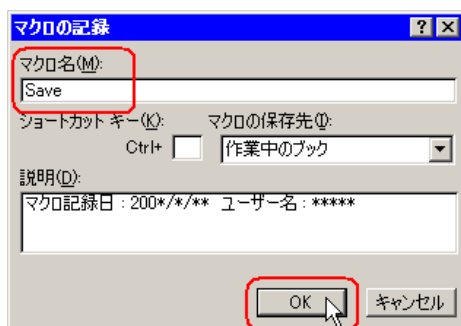 マクロの記録
マクロ名(M):
Save
ショートカット キー(K): マクロの保存先(I):
Ctrl+ 作業中のブック
説明(D):
マクロ記録日 : 200*/*/** ユーザー名 : *****
OK キャンセル